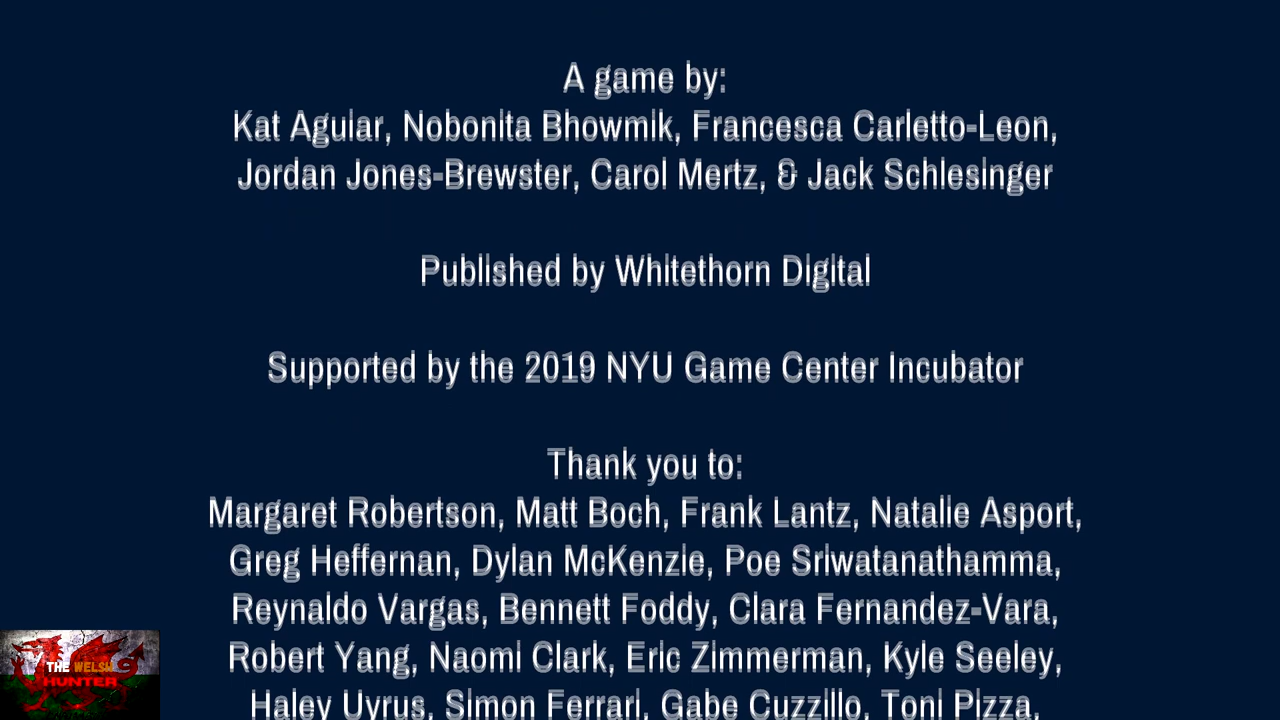 A game by:
Kat Aguiar, Nobonita Bhowmik, Francesca Carletto-Leon,
Jordan Jones-Brewster, Carol Mertz, & Jack Schlesinger
Published by Whitethorn Digital
Supported by the 2019 NYU Game Center Incubator
Thank you to:
Margaret Robertson, Matt Boch, Frank Lantz, Natalie Asport,
Greg Heffernan, Dylan McKenzie, Poe Sriwatanathamma,
Reynaldo Vargas, Bennett Foddy, Clara Fernandez-Vara,
Robert Yang, Naomi Clark, Eric Zimmerman, Kyle Seeley,
Haley Uyrus, Simon Ferrari, Gabe Cuzzillo, Toni Pizza,
THE WELSH
HUNTER